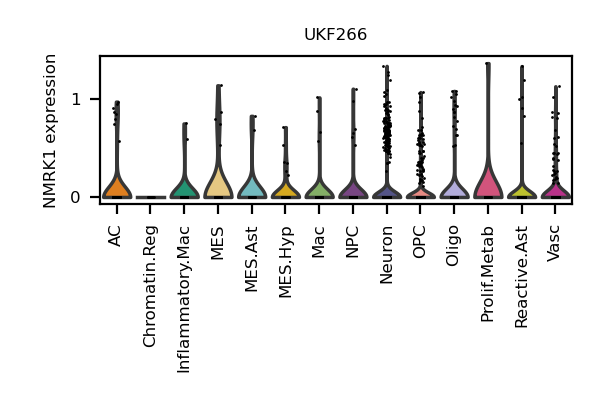 UKF266
NMRK1 expression
1
0
AC
Chromatin.Reg
Inflammatory.Mac
MES
MES.Ast
MES.Hyp
Mac
NPC
Neuron
OPC
Oligo
Prolif.Metab
Reactive.Ast
Vasc